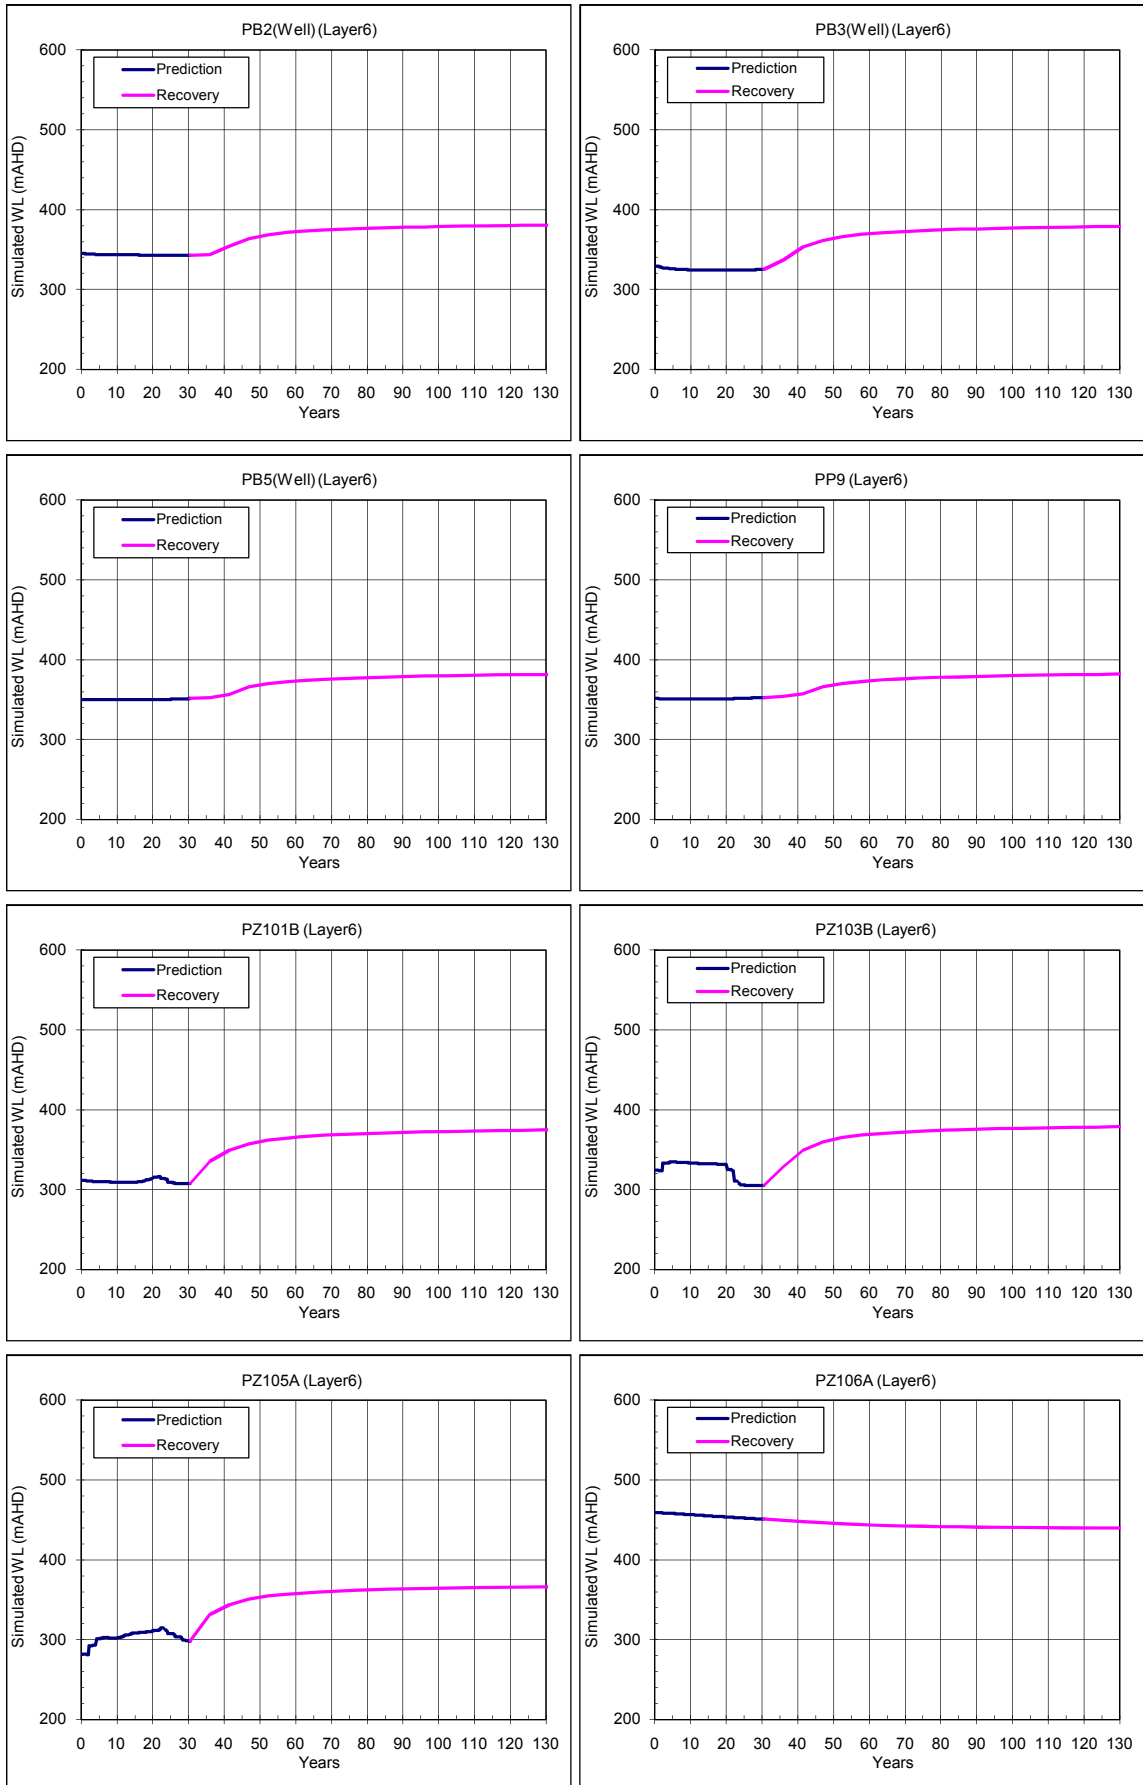 PB2(Well) (Layer6)
600
500
400
300
200
Simulated WL (mAHD)
Prediction
Recovery
0 10 20 30 40 50 60 70 80 90 100 110 120 130
Years
PB3(Well) (Layer6)
600
500
400
300
200
Simulated WL (mAHD)
Prediction
Recovery
0 10 20 30 40 50 60 70 80 90 100 110 120 130
Years
PB5(Well) (Layer6)
600
500
400
300
200
Simulated WL (mAHD)
Prediction
Recovery
0 10 20 30 40 50 60 70 80 90 100 110 120 130
Years
PP9 (Layer6)
600
500
400
300
200
Simulated WL (mAHD)
Prediction
Recovery
0 10 20 30 40 50 60 70 80 90 100 110 120 130
Years
PZ101B (Layer6)
600
500
400
300
200
Simulated WL (mAHD)
Prediction
Recovery
0 10 20 30 40 50 60 70 80 90 100 110 120 130
Years
PZ103B (Layer6)
600
500
400
300
200
Simulated WL (mAHD)
Prediction
Recovery
0 10 20 30 40 50 60 70 80 90 100 110 120 130
Years
PZ105A (Layer6)
600
500
400
300
200
Simulated WL (mAHD)
Prediction
Recovery
0 10 20 30 40 50 60 70 80 90 100 110 120 130
Years
PZ106A (Layer6)
600
500
400
300
200
Simulated WL (mAHD)
Prediction
Recovery
0 10 20 30 40 50 60 70 80 90 100 110 120 130
Years